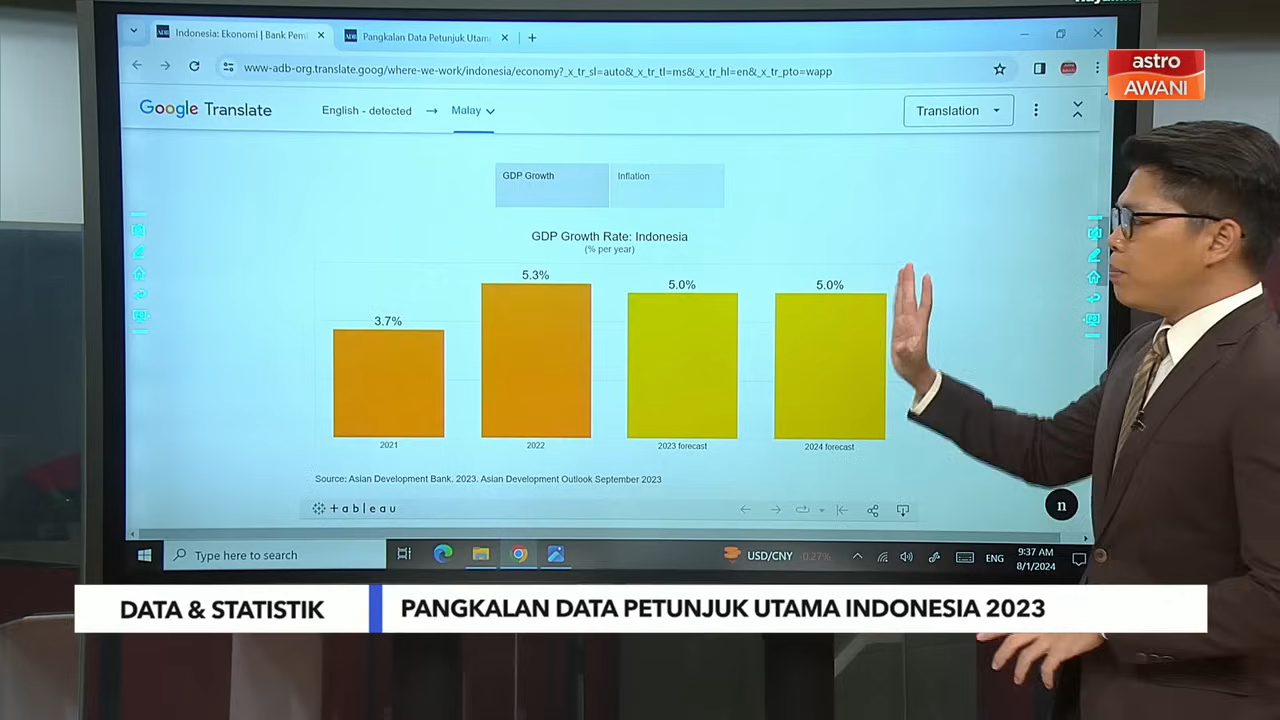 Indonesia: Ekonomi | Bank Pem
Pangkalan Data Petunjuk Utam
www-adb-org.translate.goog/where-we-work/indonesia/economy?_x_tr_sl=auto&_x_tr_tl=ms&_x_tr_hl=en&_x_tr_pto=wapp
astro
AWANI
Google Translate
English - detected → Malay
Translation
GDP Growth
Inflation
GDP Growth Rate: Indonesia
(% per year)
3.7%
5.3%
5.0%
5.0%
2021
2022
2023 forecast
2024 forecast
Source: Asian Development Bank. 2023. Asian Development Outlook September 2023
+ a b l e a u
n
Type here to search
USD/CNY -0.27%
ENG
9:37 AM
8/1/2024
DATA & STATISTIK
PANGKALAN DATA PETUNJUK UTAMA INDONESIA 2023